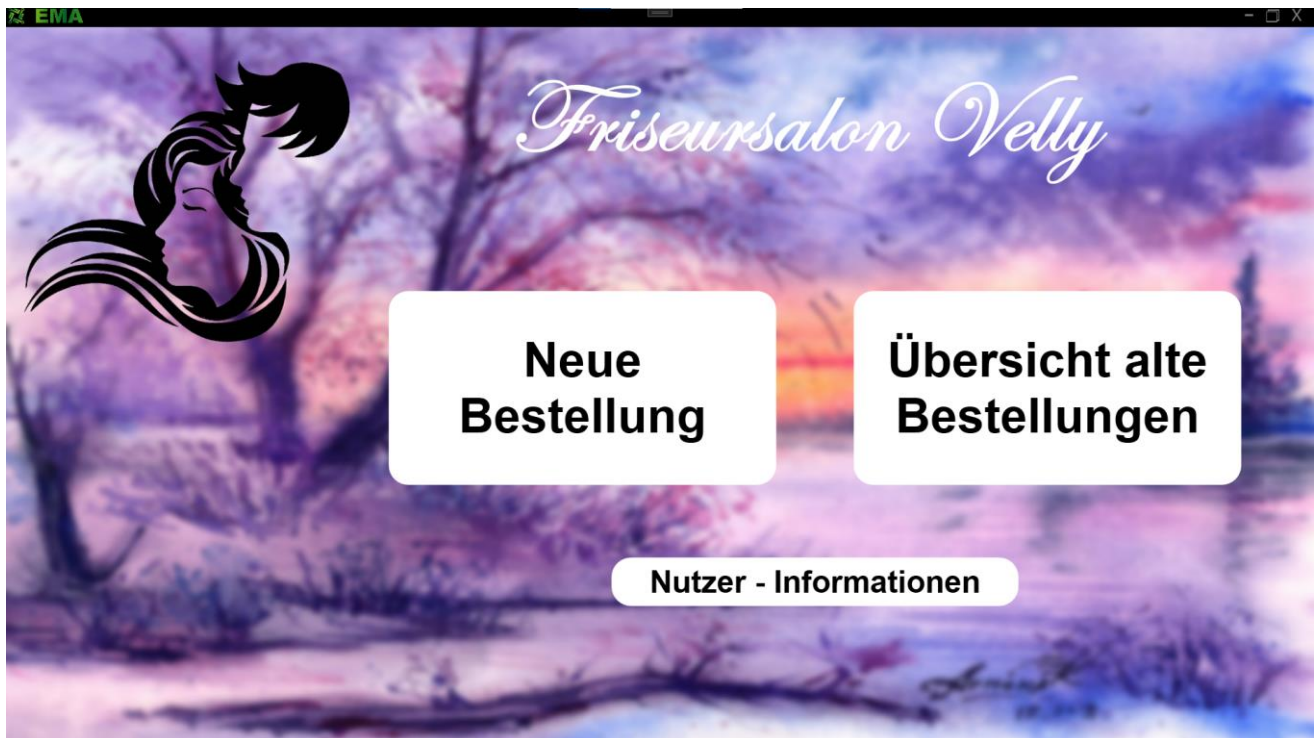 EMA
Friseursalon Velly
Neue
Bestellung
Übersicht alte
Bestellungen
Nutzer - Informationen